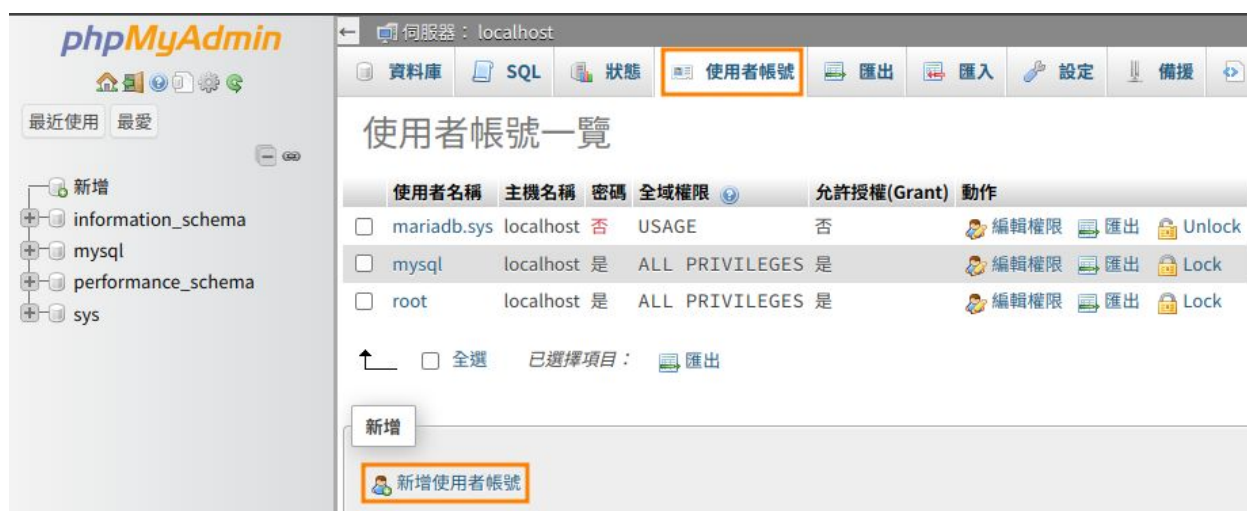 phpMyAdmin
最近使用 最愛
新增
information_schema
mysql
performance_schema
sys
伺服器: localhost
資料庫 SQL 狀態 使用者帳號 匯出 匯入 設定 備援
使用者帳號一覽
使用者名稱 主機名稱 密碼 全域權限 允許授權(Grant) 動作
mariadb.sys localhost 否 USAGE 否 編輯權限 匯出 Unlock
mysql localhost 是 ALL PRIVILEGES 是 編輯權限 匯出 Lock
root localhost 是 ALL PRIVILEGES 是 編輯權限 匯出 Lock
全選 已選擇項目: 匯出
新增
新增使用者帳號